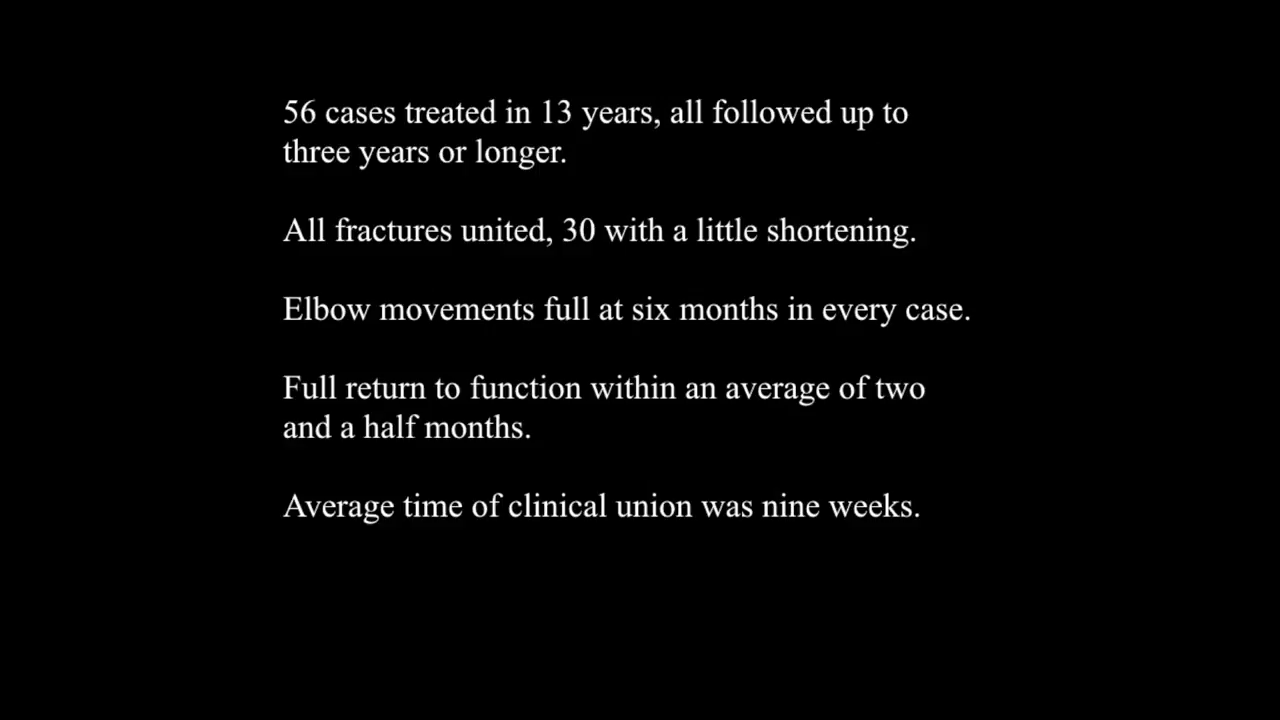 56 cases treated in 13 years, all followed up to
three years or longer.
All fractures united, 30 with a little shortening.
Elbow movements full at six months in every case.
Full return to function within an average of two
and a half months.
Average time of clinical union was nine weeks.